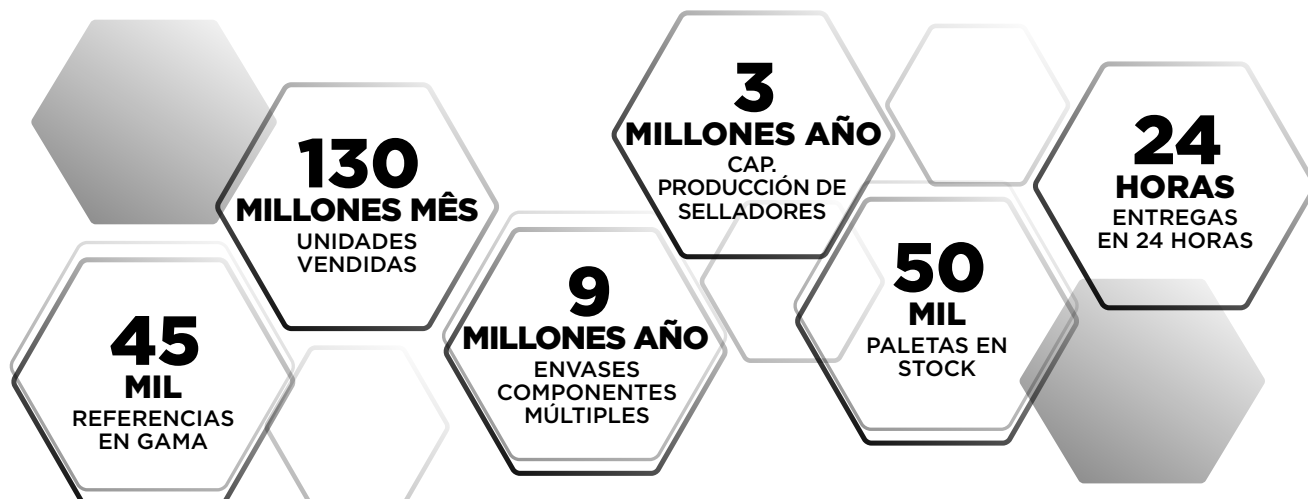 45
MIL
REFERENCIAS
EN GAMA
130
MILLONES MÊS
UNIDADES
VENDIDAS
9
MILLONES AÑO
ENVASES
COMPONENTES
MÚLTIPLES
3
MILLONES AÑO
CAP.
PRODUCCIÓN DE
SELLADORES
50
MIL
PALETAS EN
STOCK
24
HORAS
ENTREGAS
EN 24 HORAS